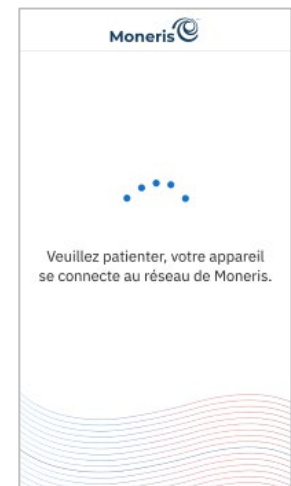 Moneris
Veuillez patienter, votre appareil
se connecte au réseau de Moneris.